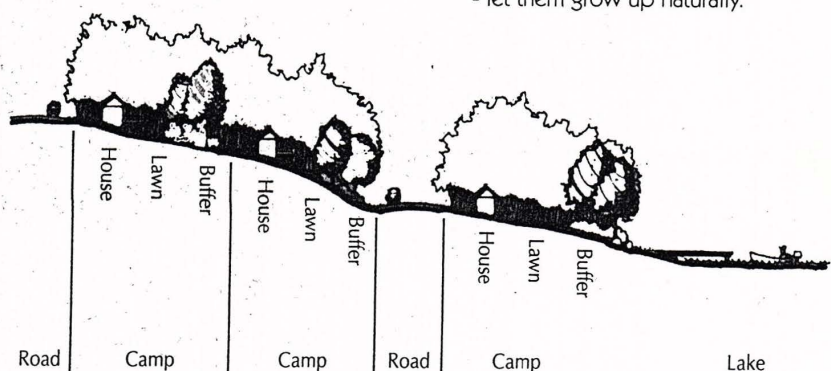 - let them grow up naturally.
House
Lawn
Buffer
House
Lawn
Buffer
House
Lawn
Buffer
Road Camp Camp Road Camp Lake